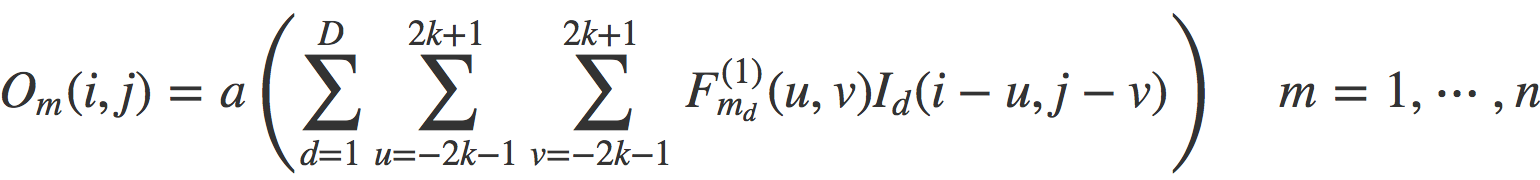 O_m(i, j) = a \left( \sum_{d=1}^{D} \sum_{u=-2k-1}^{2k+1} \sum_{v=-2k-1}^{2k+1} F_{m_d}^{(1)}(u, v) I_d(i - u, j - v) \right) \quad m = 1, \cdots, n